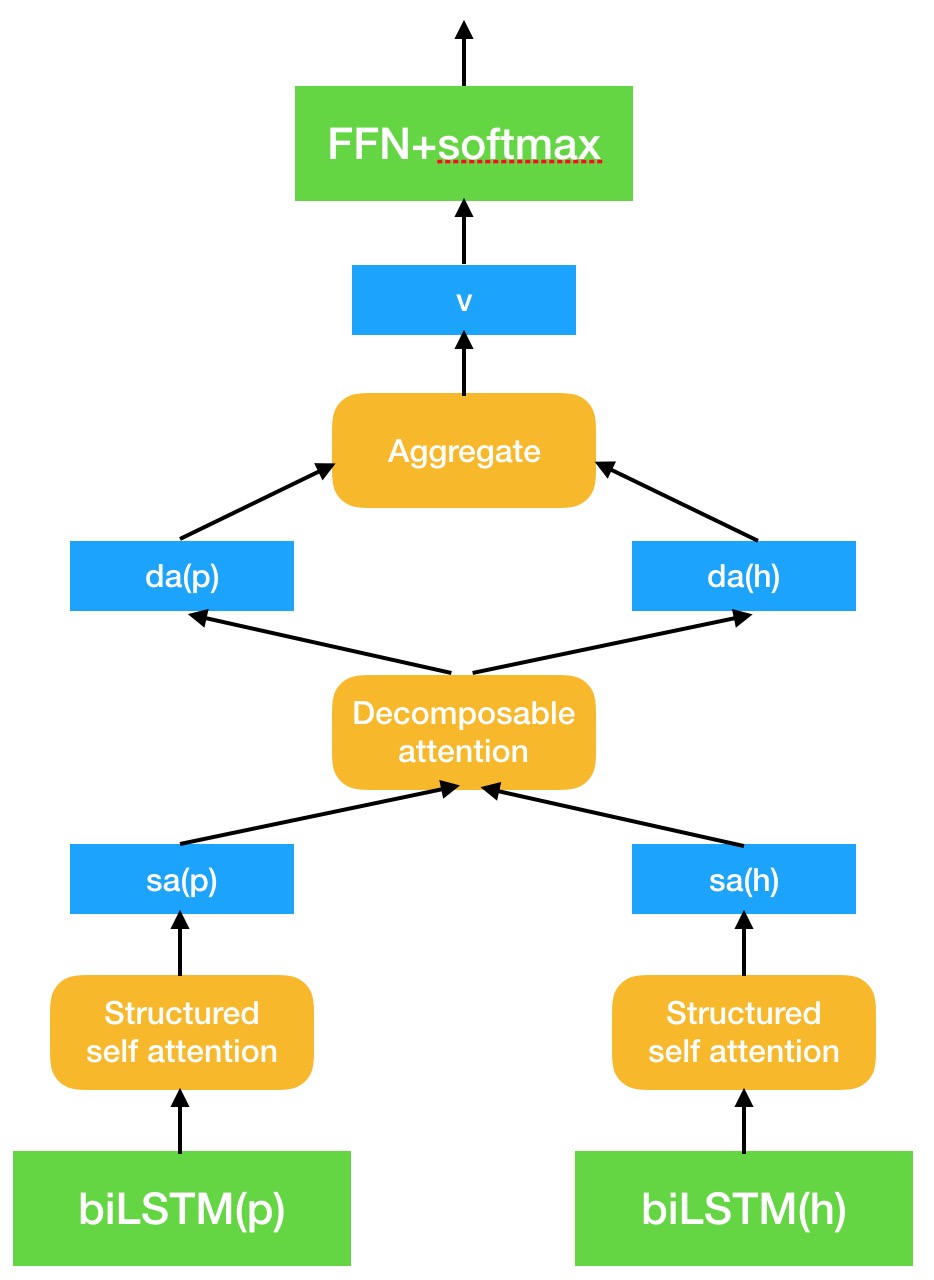 FFN+softmax
v
Aggregate
da(p)
da(h)
Decomposable
attention
sa(p)
sa(h)
Structured
self attention
Structured
self attention
biLSTM(p)
biLSTM(h)